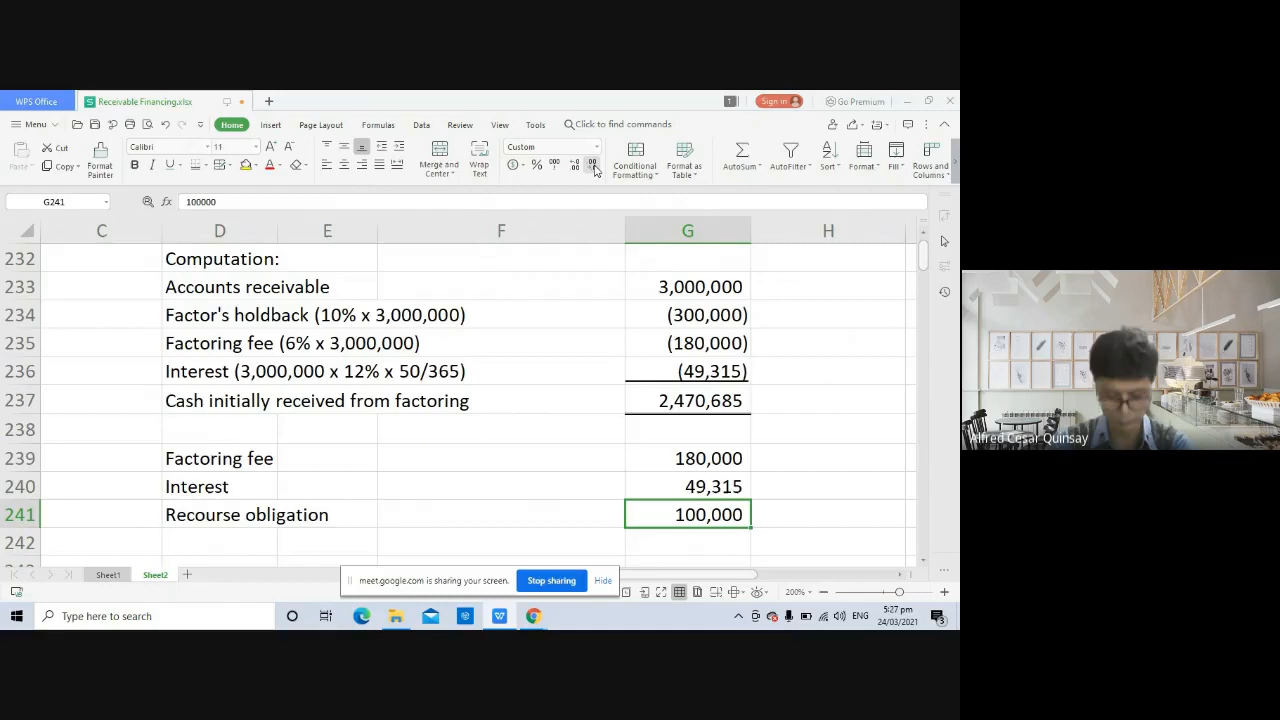 WPS Office
Receivable Financing.xlsx
+
1
Sign in
Go Premium
Menu
Home
Insert
Page Layout
Formulas
Data
Review
View
Tools
Click to find commands
Paste
Cut
Copy
Format Painter
Calibri
11
Merge and Center
Wrap Text
Custom
Conditional Formatting
Format as Table
AutoSum
AutoFilter
Sort
Format
Fill
Rows and Columns
G241
fx
100000
C D E F G H
232 Computation:
233 Accounts receivable 3,000,000
234 Factor's holdback (10% x 3,000,000) (300,000)
235 Factoring fee (6% x 3,000,000) (180,000)
236 Interest (3,000,000 x 12% x 50/365) (49,315)
237 Cash initially received from factoring 2,470,685
238
239 Factoring fee 180,000
240 Interest 49,315
241 Recourse obligation 100,000
242
Sheet1
Sheet2
meet.google.com is sharing your screen.
Stop sharing
Hide
200%
Type here to search
ENG
5:27 pm
24/03/2021
3
Alfred Cesar Quinsay